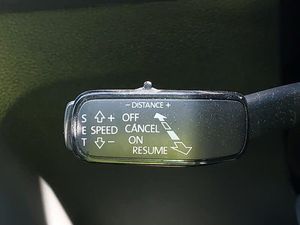 - DISTANCE +
S ⇧+ OFF
E SPEED CANCEL
T ⇩- ON
RESUME